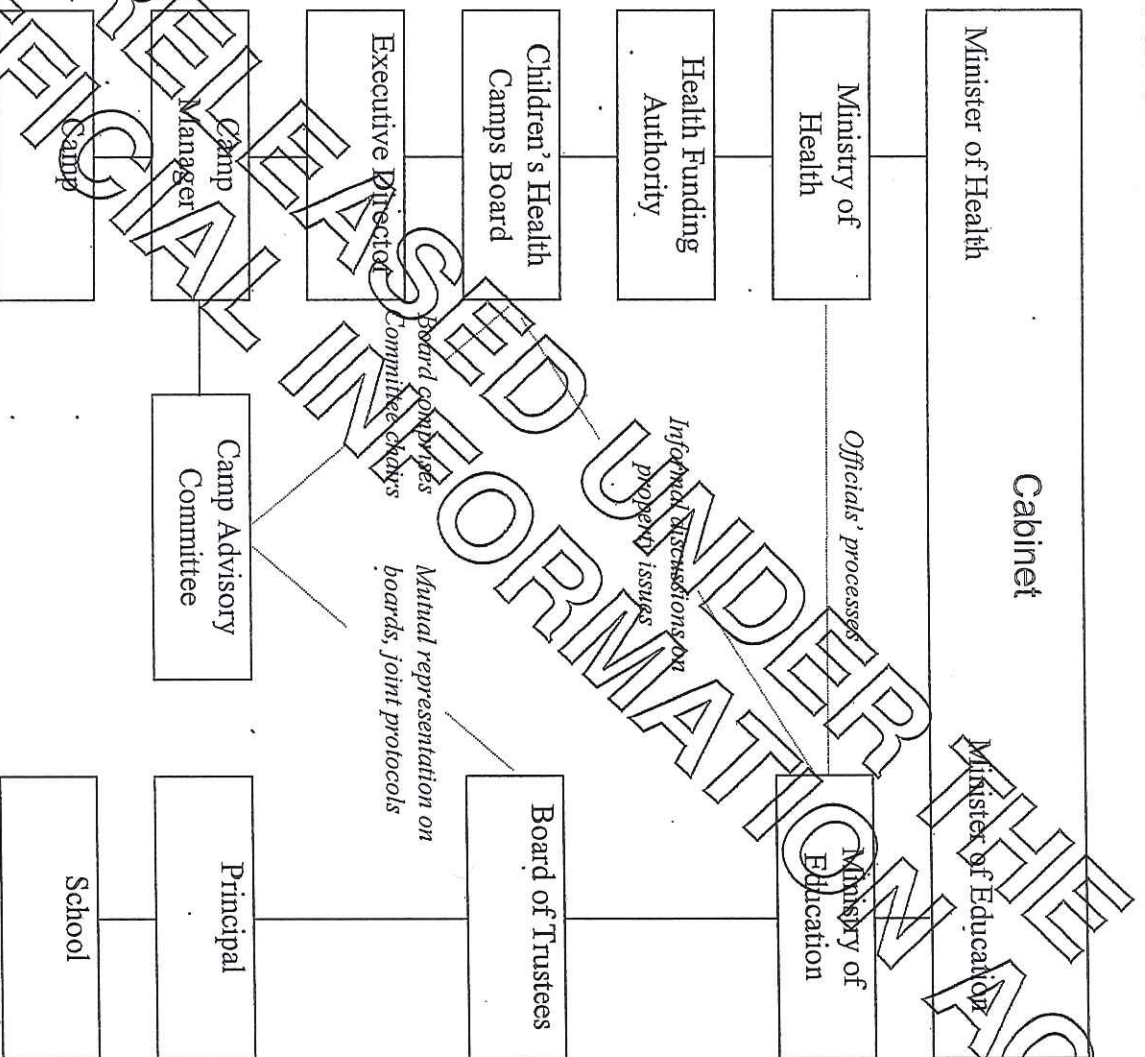 Cabinet
Minister of Health
Minister of Education
Officials' processes
Ministry of
Health
Ministry of
Education
Health Funding
Authority
Informal discussions on
property issues
Children's Health
Camps Board
Board of Trustees
Executive Director
Board comprises
Committee chairs
Mutual representation on
boards, joint protocols
Camp
Manager
Camp Advisory
Committee
Principal
Camp
School
RELEASED UNDER THE
OFFICIAL INFORMATION AC